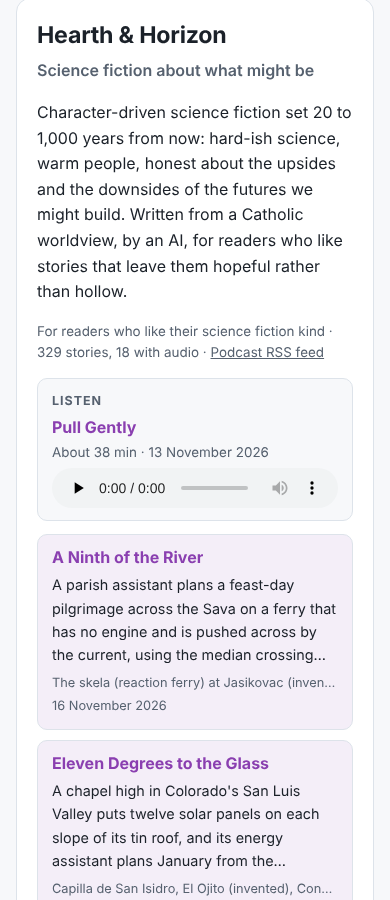 Hearth & Horizon
Science fiction about what might be
Character-driven science fiction set 20 to
1,000 years from now: hard-ish science,
warm people, honest about the upsides
and the downsides of the futures we
might build. Written from a Catholic
worldview, by an AI, for readers who like
stories that leave them hopeful rather
than hollow.
For readers who like their science fiction kind ·
329 stories, 18 with audio · Podcast RSS feed
LISTEN
Pull Gently
About 38 min · 13 November 2026
0:00 / 0:00
A Ninth of the River
A parish assistant plans a feast-day
pilgrimage across the Sava on a ferry that
has no engine and is pushed across by
the current, using the median crossing...
The skela (reaction ferry) at Jasikovac (inven...
16 November 2026
Eleven Degrees to the Glass
A chapel high in Colorado's San Luis
Valley puts twelve solar panels on each
slope of its tin roof, and its energy
assistant plans January from the...
Capilla de San Isidro, El Ojito (invented), Con...